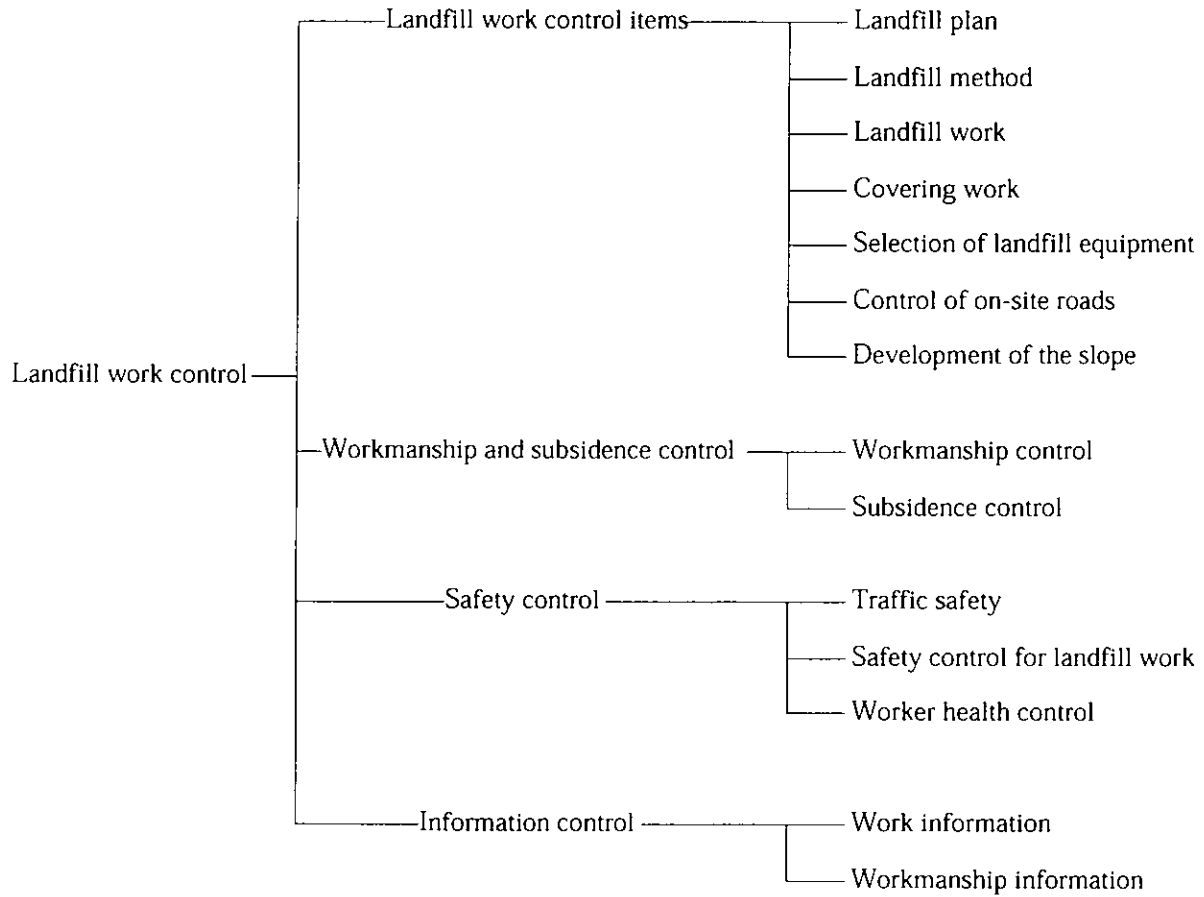 Landfill work control
Landfill work control items
Landfill plan
Landfill method
Landfill work
Covering work
Selection of landfill equipment
Control of on-site roads
Development of the slope
Workmanship and subsidence control
Workmanship control
Subsidence control
Safety control
Traffic safety
Safety control for landfill work
Worker health control
Information control
Work information
Workmanship information